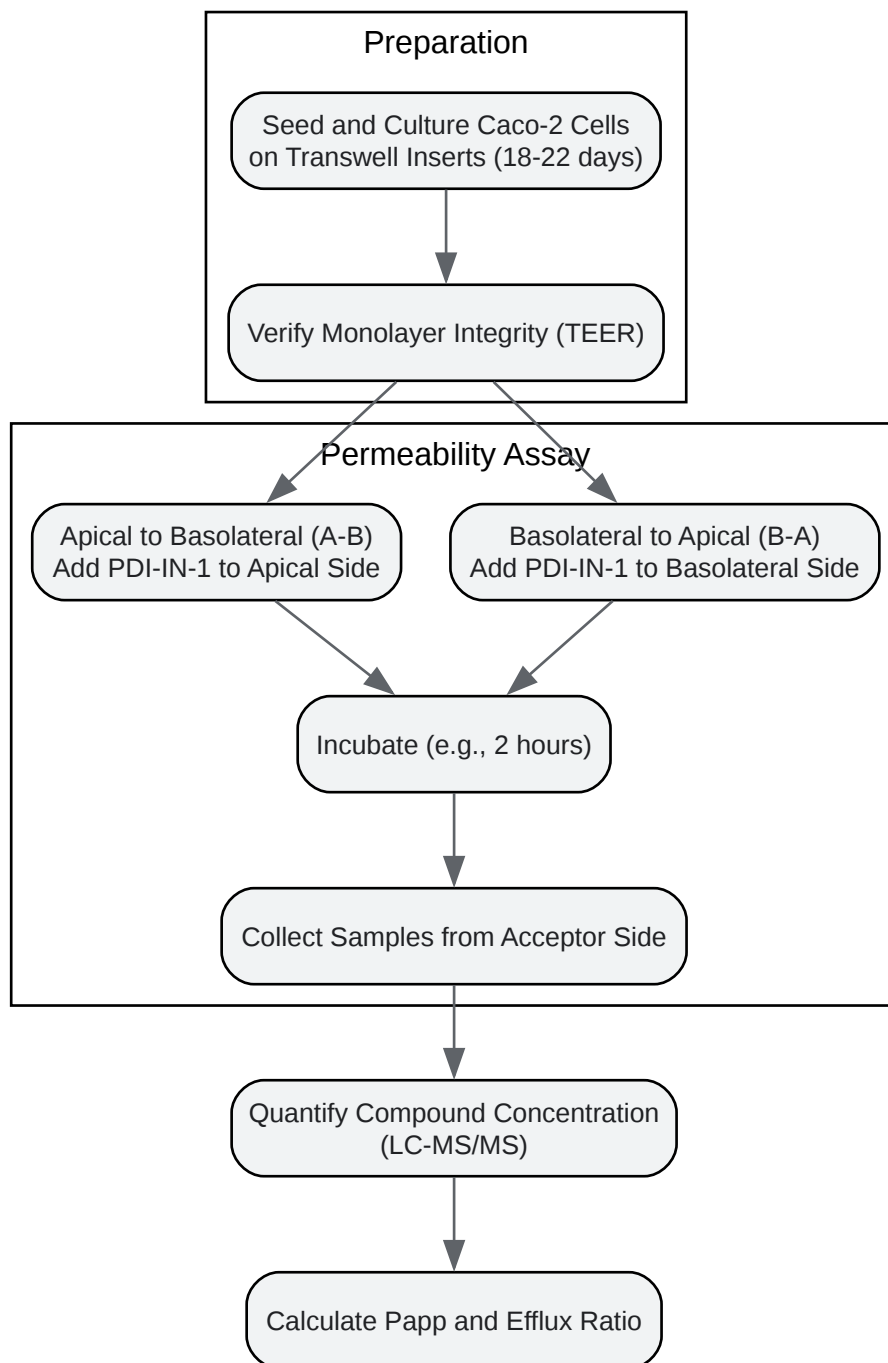 Preparation
Seed and Culture Caco-2 Cells
on Transwell Inserts (18-22 days)
Verify Monolayer Integrity (TEER)
Permeability Assay
Apical to Basolateral (A-B)
Add PDI-IN-1 to Apical Side
Basolateral to Apical (B-A)
Add PDI-IN-1 to Basolateral Side
Incubate (e.g., 2 hours)
Collect Samples from Acceptor Side
Quantify Compound Concentration
(LC-MS/MS)
Calculate Papp and Efflux Ratio